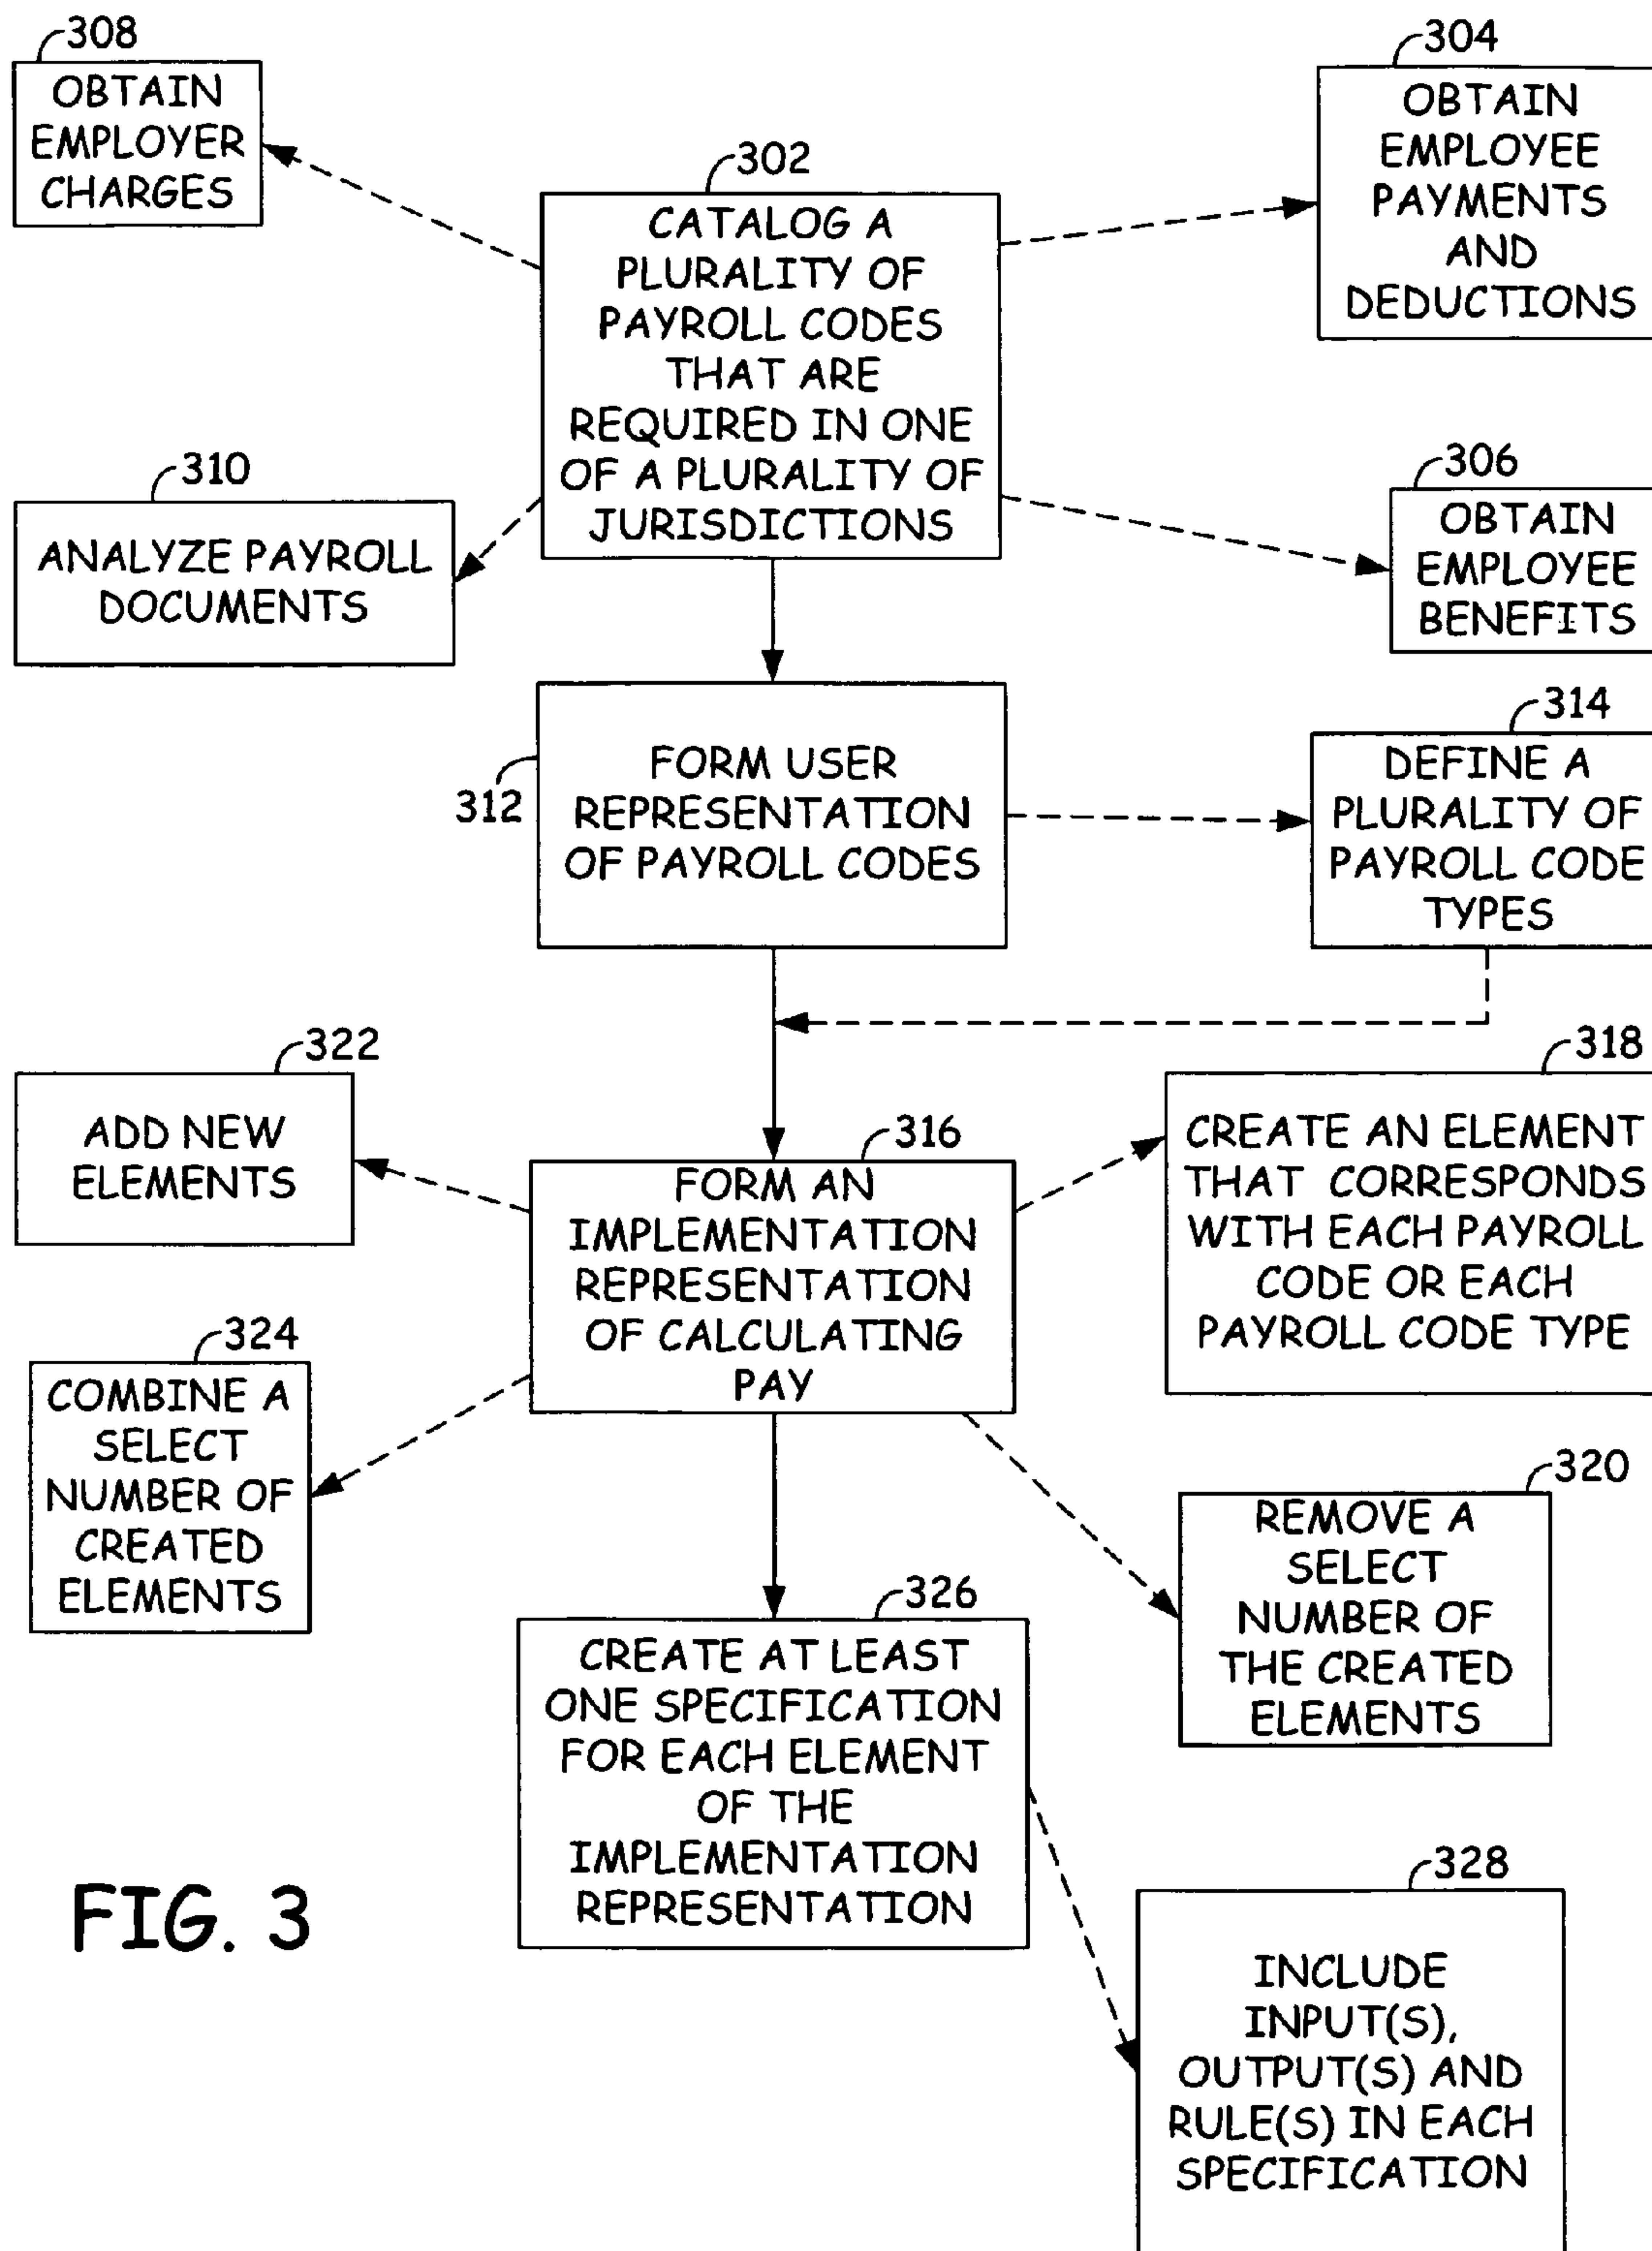 308
OBTAIN
EMPLOYER
CHARGES
304
OBTAIN
EMPLOYEE
PAYMENTS
AND
DEDUCTIONS
302
CATALOG A
PLURALITY OF
PAYROLL CODES
THAT ARE
REQUIRED IN ONE
OF A PLURALITY OF
JURISDICTIONS
310
ANALYZE PAYROLL
DOCUMENTS
306
OBTAIN
EMPLOYEE
BENEFITS
312
FORM USER
REPRESENTATION
OF PAYROLL CODES
314
DEFINE A
PLURALITY OF
PAYROLL CODE
TYPES
322
ADD NEW
ELEMENTS
316
FORM AN
IMPLEMENTATION
REPRESENTATION
OF CALCULATING
PAY
318
CREATE AN ELEMENT
THAT CORRESPONDS
WITH EACH PAYROLL
CODE OR EACH
PAYROLL CODE TYPE
324
COMBINE A
SELECT
NUMBER OF
CREATED
ELEMENTS
320
REMOVE A
SELECT
NUMBER OF
THE CREATED
ELEMENTS
326
CREATE AT LEAST
ONE SPECIFICATION
FOR EACH ELEMENT
OF THE
IMPLEMENTATION
REPRESENTATION
328
INCLUDE
INPUT(S),
OUTPUT(S) AND
RULE(S) IN EACH
SPECIFICATION
FIG. 3